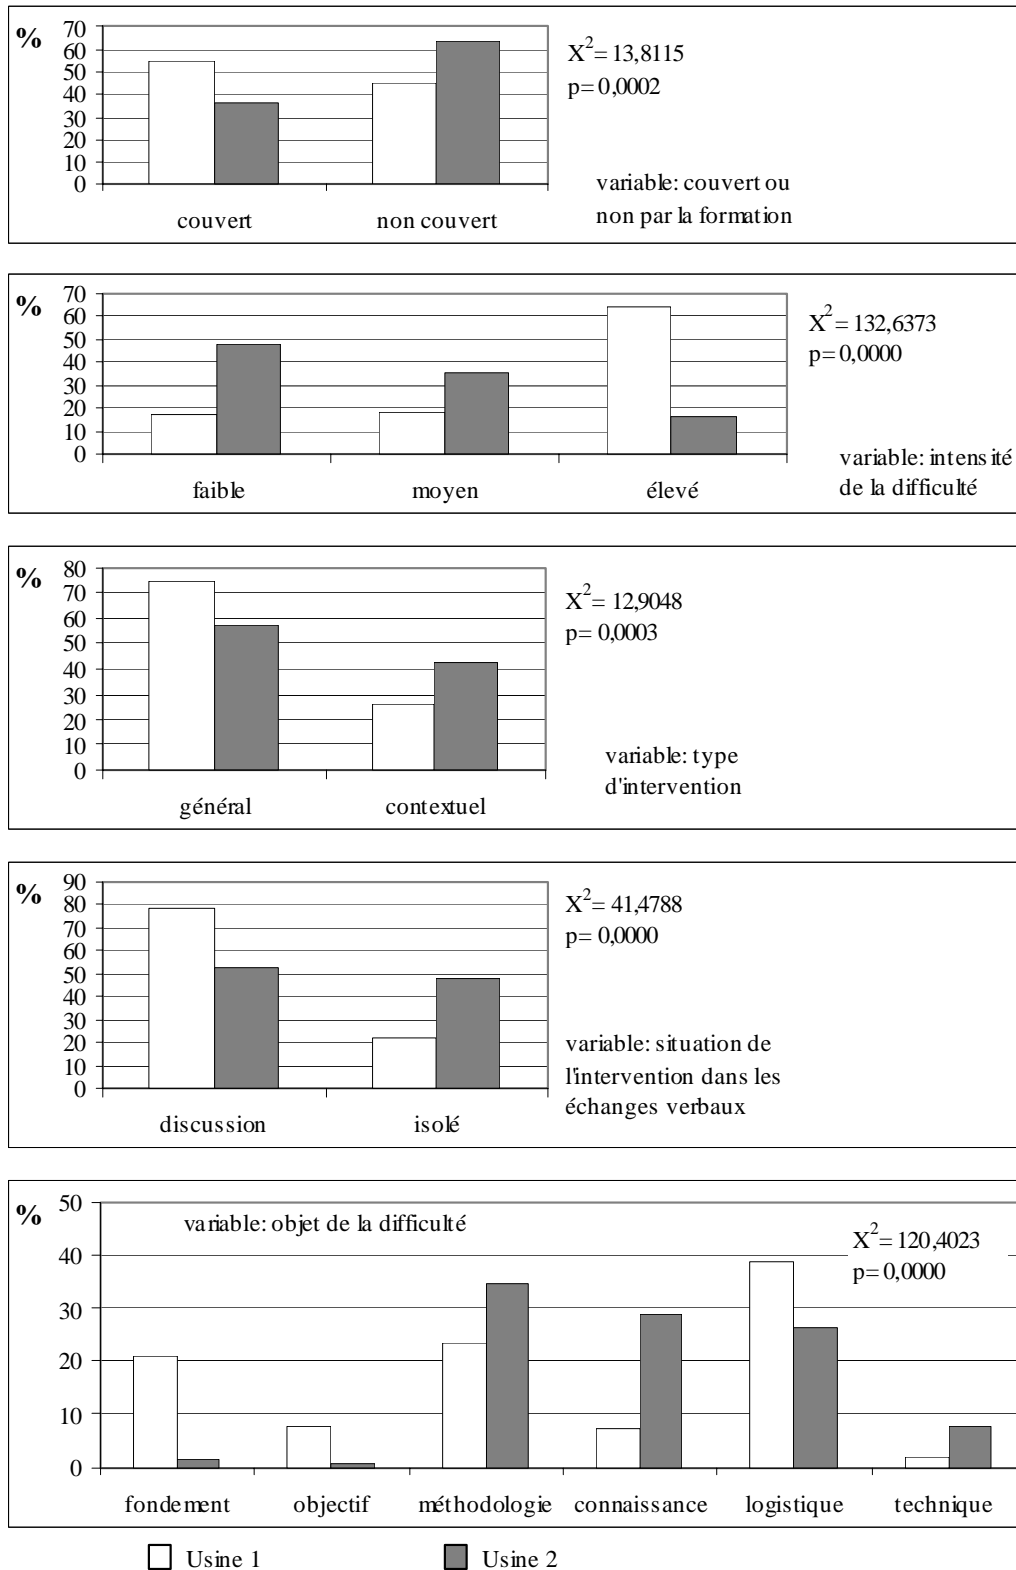 %
70
60
50
40
30
20
10
0
couvert non couvert
X²= 13,8115
p= 0,0002
variable: couvert ou
non par la formation
%
70
60
50
40
30
20
10
0
faible moyen élevé
X²= 132,6373
p= 0,0000
variable: intensité
de la difficulté
%
80
70
60
50
40
30
20
10
0
général contextuel
X²= 12,9048
p= 0,0003
variable: type
d'intervention
%
90
80
70
60
50
40
30
20
10
0
discussion isolé
X²= 41,4788
p= 0,0000
variable: situation de
l'intervention dans les
échanges verbaux
%
50
40
30
20
10
0
variable: objet de la difficulté
X²= 120,4023
p= 0,0000
fondement objectif méthodologie connaissance logistique technique
Usine 1 Usine 2